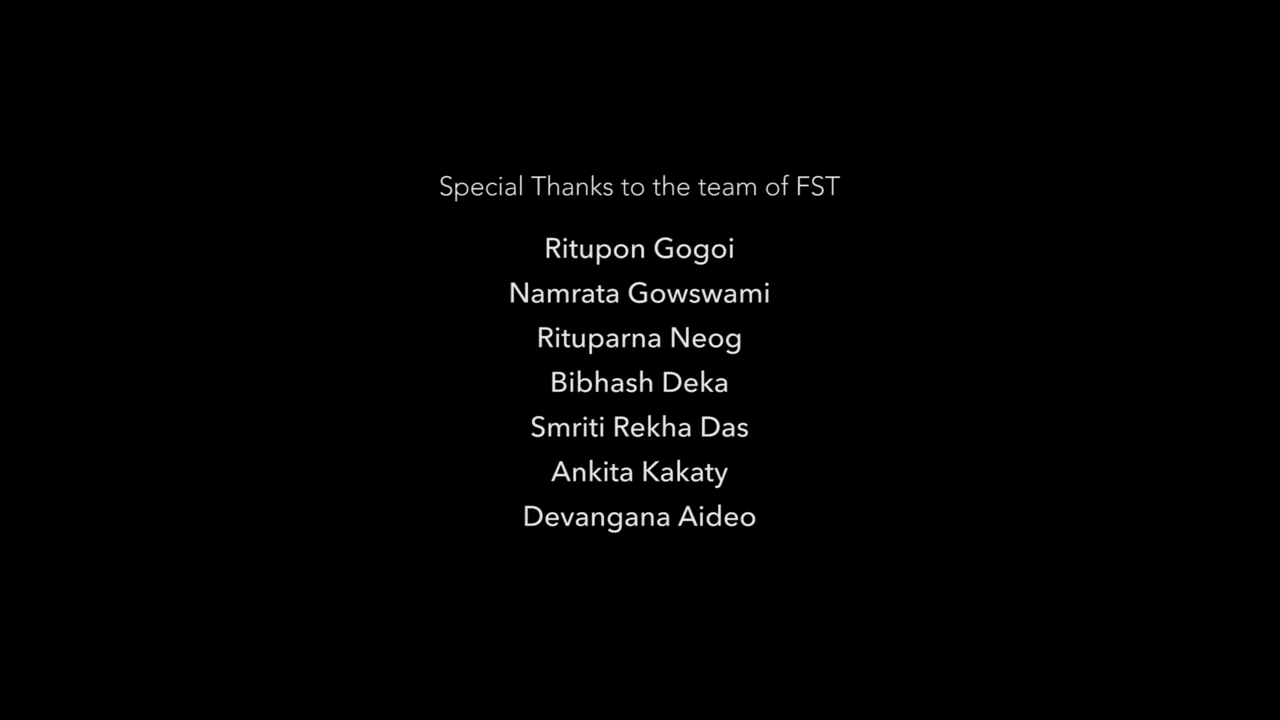 Special Thanks to the team of FST
Ritupon Gogoi
Namrata Gowswami
Rituparna Neog
Bibhash Deka
Smriti Rekha Das
Ankita Kakaty
Devangana Aideo